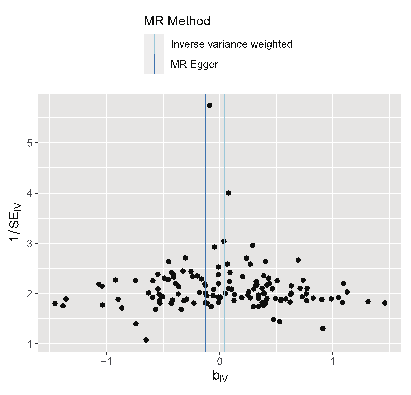 MR Method
Inverse variance weighted
MR Egger
5
4
3
2
1
1 / SE_IV
−1
0
1
b_IV